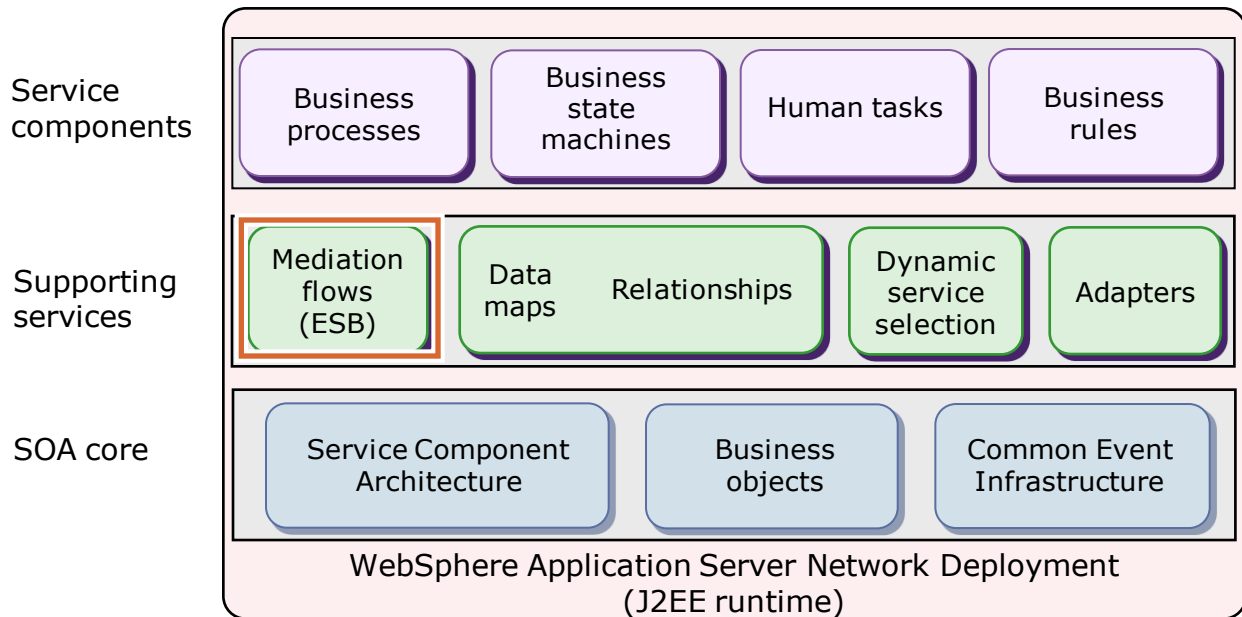 Service
components
Business
processes
Business
state
machines
Human tasks
Business
rules
Supporting
services
Mediation
flows
(ESB)
Data
maps
Relationships
Dynamic
service
selection
Adapters
SOA core
Service Component
Architecture
Business
objects
Common Event
Infrastructure
WebSphere Application Server Network Deployment
(J2EE runtime)